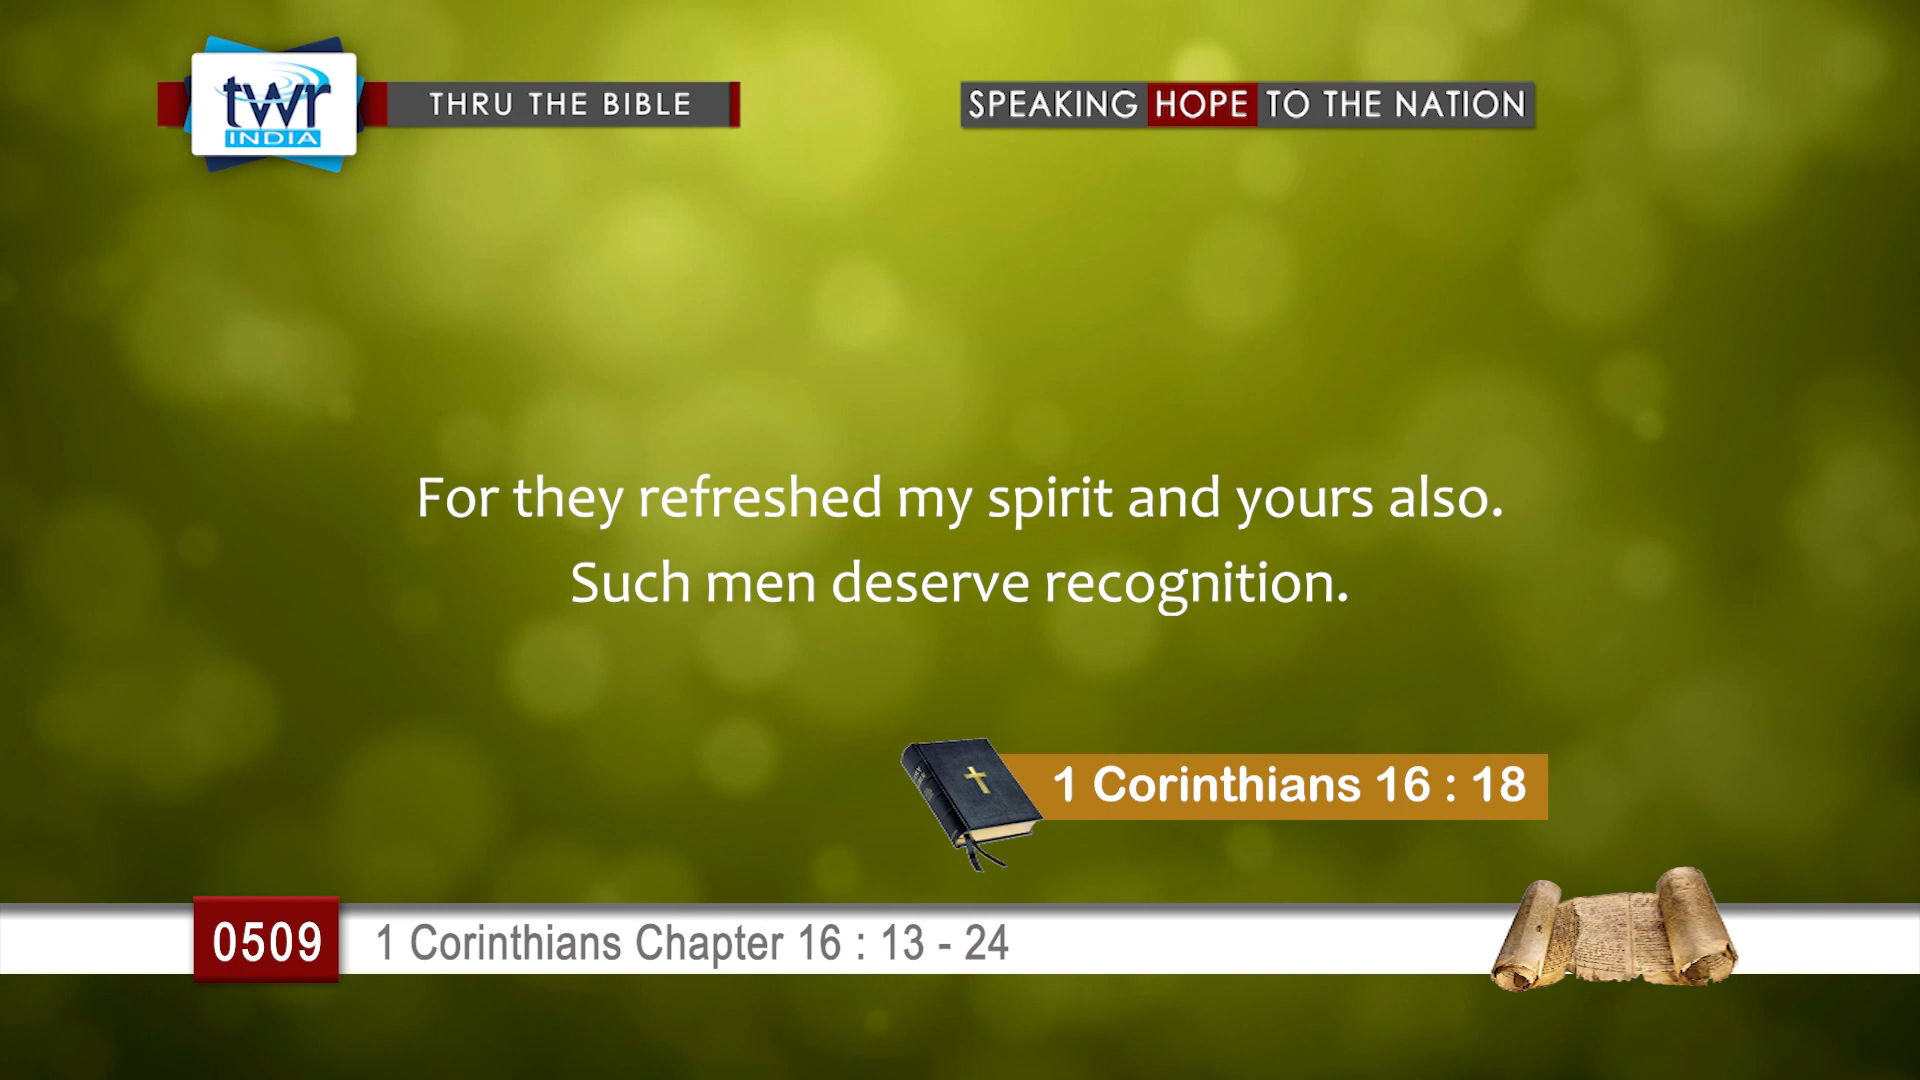 twr
INDIA
THRU THE BIBLE
SPEAKING HOPE TO THE NATION
For they refreshed my spirit and yours also.
Such men deserve recognition.
1 Corinthians 16 : 18
0509
1 Corinthians Chapter 16 : 13 - 24